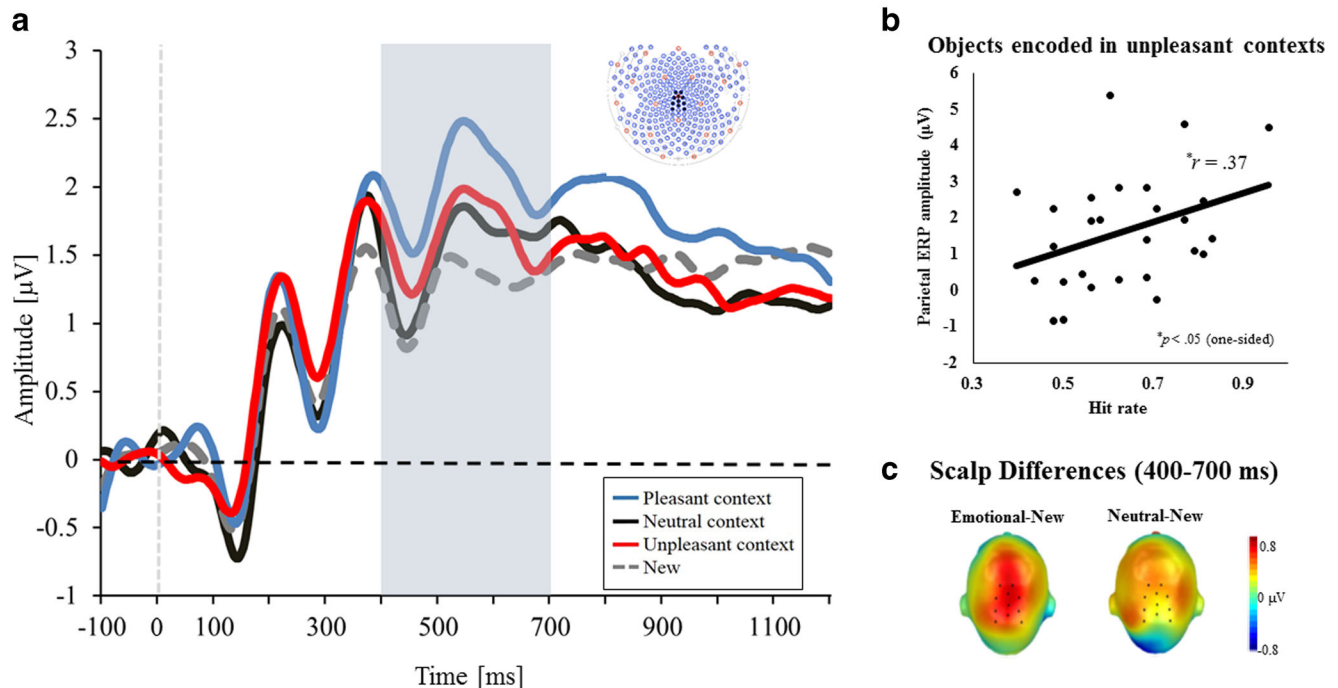 a
3
2.5
2
1.5
1
0.5
0
-0.5
-1
Amplitude [µV]
-100 0 100 300 500 700 900 1100
Time [ms]
Pleasant context
Neutral context
Unpleasant context
New
b
Objects encoded in unpleasant contexts
6
5
4
3
2
1
0
-1
-2
Parietal ERP amplitude (µV)
*r = .37
*p < .05 (one-sided)
0.3 0.5 0.7 0.9
Hit rate
c Scalp Differences (400-700 ms)
Emotional-New Neutral-New
0.8
0 µV
-0.8